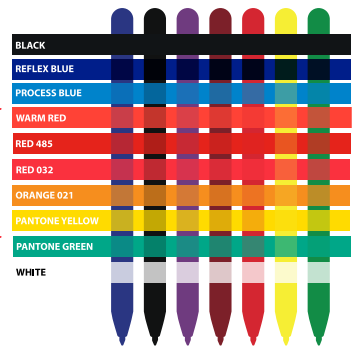 BLACK
REFLEX BLUE
PROCESS BLUE
WARM RED
RED 485
RED 032
ORANGE 021
PANTONE YELLOW
PANTONE GREEN
WHITE